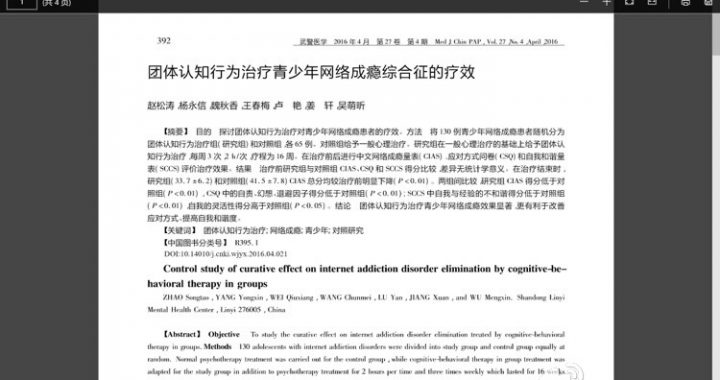 1 (共 4 页)
392
武警医学 2016 年 4 月 第 27 卷 第 4 期 Med J Chin PAP, Vol. 27, No. 4, April, 2016
团体认知行为治疗青少年网络成瘾综合征的疗效
赵松涛,杨永信,魏秋香,王春梅,卢 艳,姜 轩,吴萌昕
【摘要】 目的 探讨团体认知行为治疗对青少年网络成瘾患者的疗效。方法 将 130 例青少年网络成瘾患者随机分为
团体认知行为治疗组(研究组)和对照组,各 65 例。对照组给予一般心理治疗。研究组在一般心理治疗的基础上给予团体认
知行为治疗,每周 3 次,2 h/次,疗程为 16 周。在治疗前后进行中文网络成瘾量表(CIAS)、应对方式问卷(CSQ)和自我和谐量
表(SCCS)评价治疗效果。结果 治疗前研究组与对照组 CIAS、CSQ 和 SCCS 得分比较,差异无统计学意义。在治疗结束时,
研究组(33.7±6.2)和对照组(41.5±7.8)CIAS 总分均较治疗前明显下降(P<0.01)。两组间比较,研究组 CIAS 得分低于对
照组(P<0.01),CSQ 中的自责、幻想、退避因子得分低于对照组(P<0.01);SCCS 中自我与经验的不和谐得分低于对照组
(P<0.01),自我的灵活性得分高于对照组(P<0.05)。结论 团体认知行为治疗青少年网络成瘾效果显著,更有利于改善
应对方式、提高自我和谐度。
【关键词】 团体认知行为治疗;网络成瘾;青少年;对照研究
【中国图书分类号】 R395.1
DOI:10.14010/j.cnki.wjyx.2016.04.021
Control study of curative effect on internet addiction disorder elimination by cognitive-be-
havioral therapy in groups
ZHAO Songtao, YANG Yongxin, WEI Qiuxiang, WANG Chunmei, LU Yan, JIANG Xuan, and WU Mengxin. Shandong Linyi
Mental Health Center, Linyi 276005, China
【Abstract】 Objective To study the curative effect on internet addiction disorder elimination treated by cognitive-behavioral
therapy in groups. Methods 130 adolescents with internet addiction disorders were divided into study group and control group equally at
random. Normal psychotherapy treatment was carried out for the control group, while cognitive-behavioral therapy in group treatment was
adapted for the study group in addition to psychotherapy treatment for 2 hours per time and three times weekly which lasted for 16 weeks